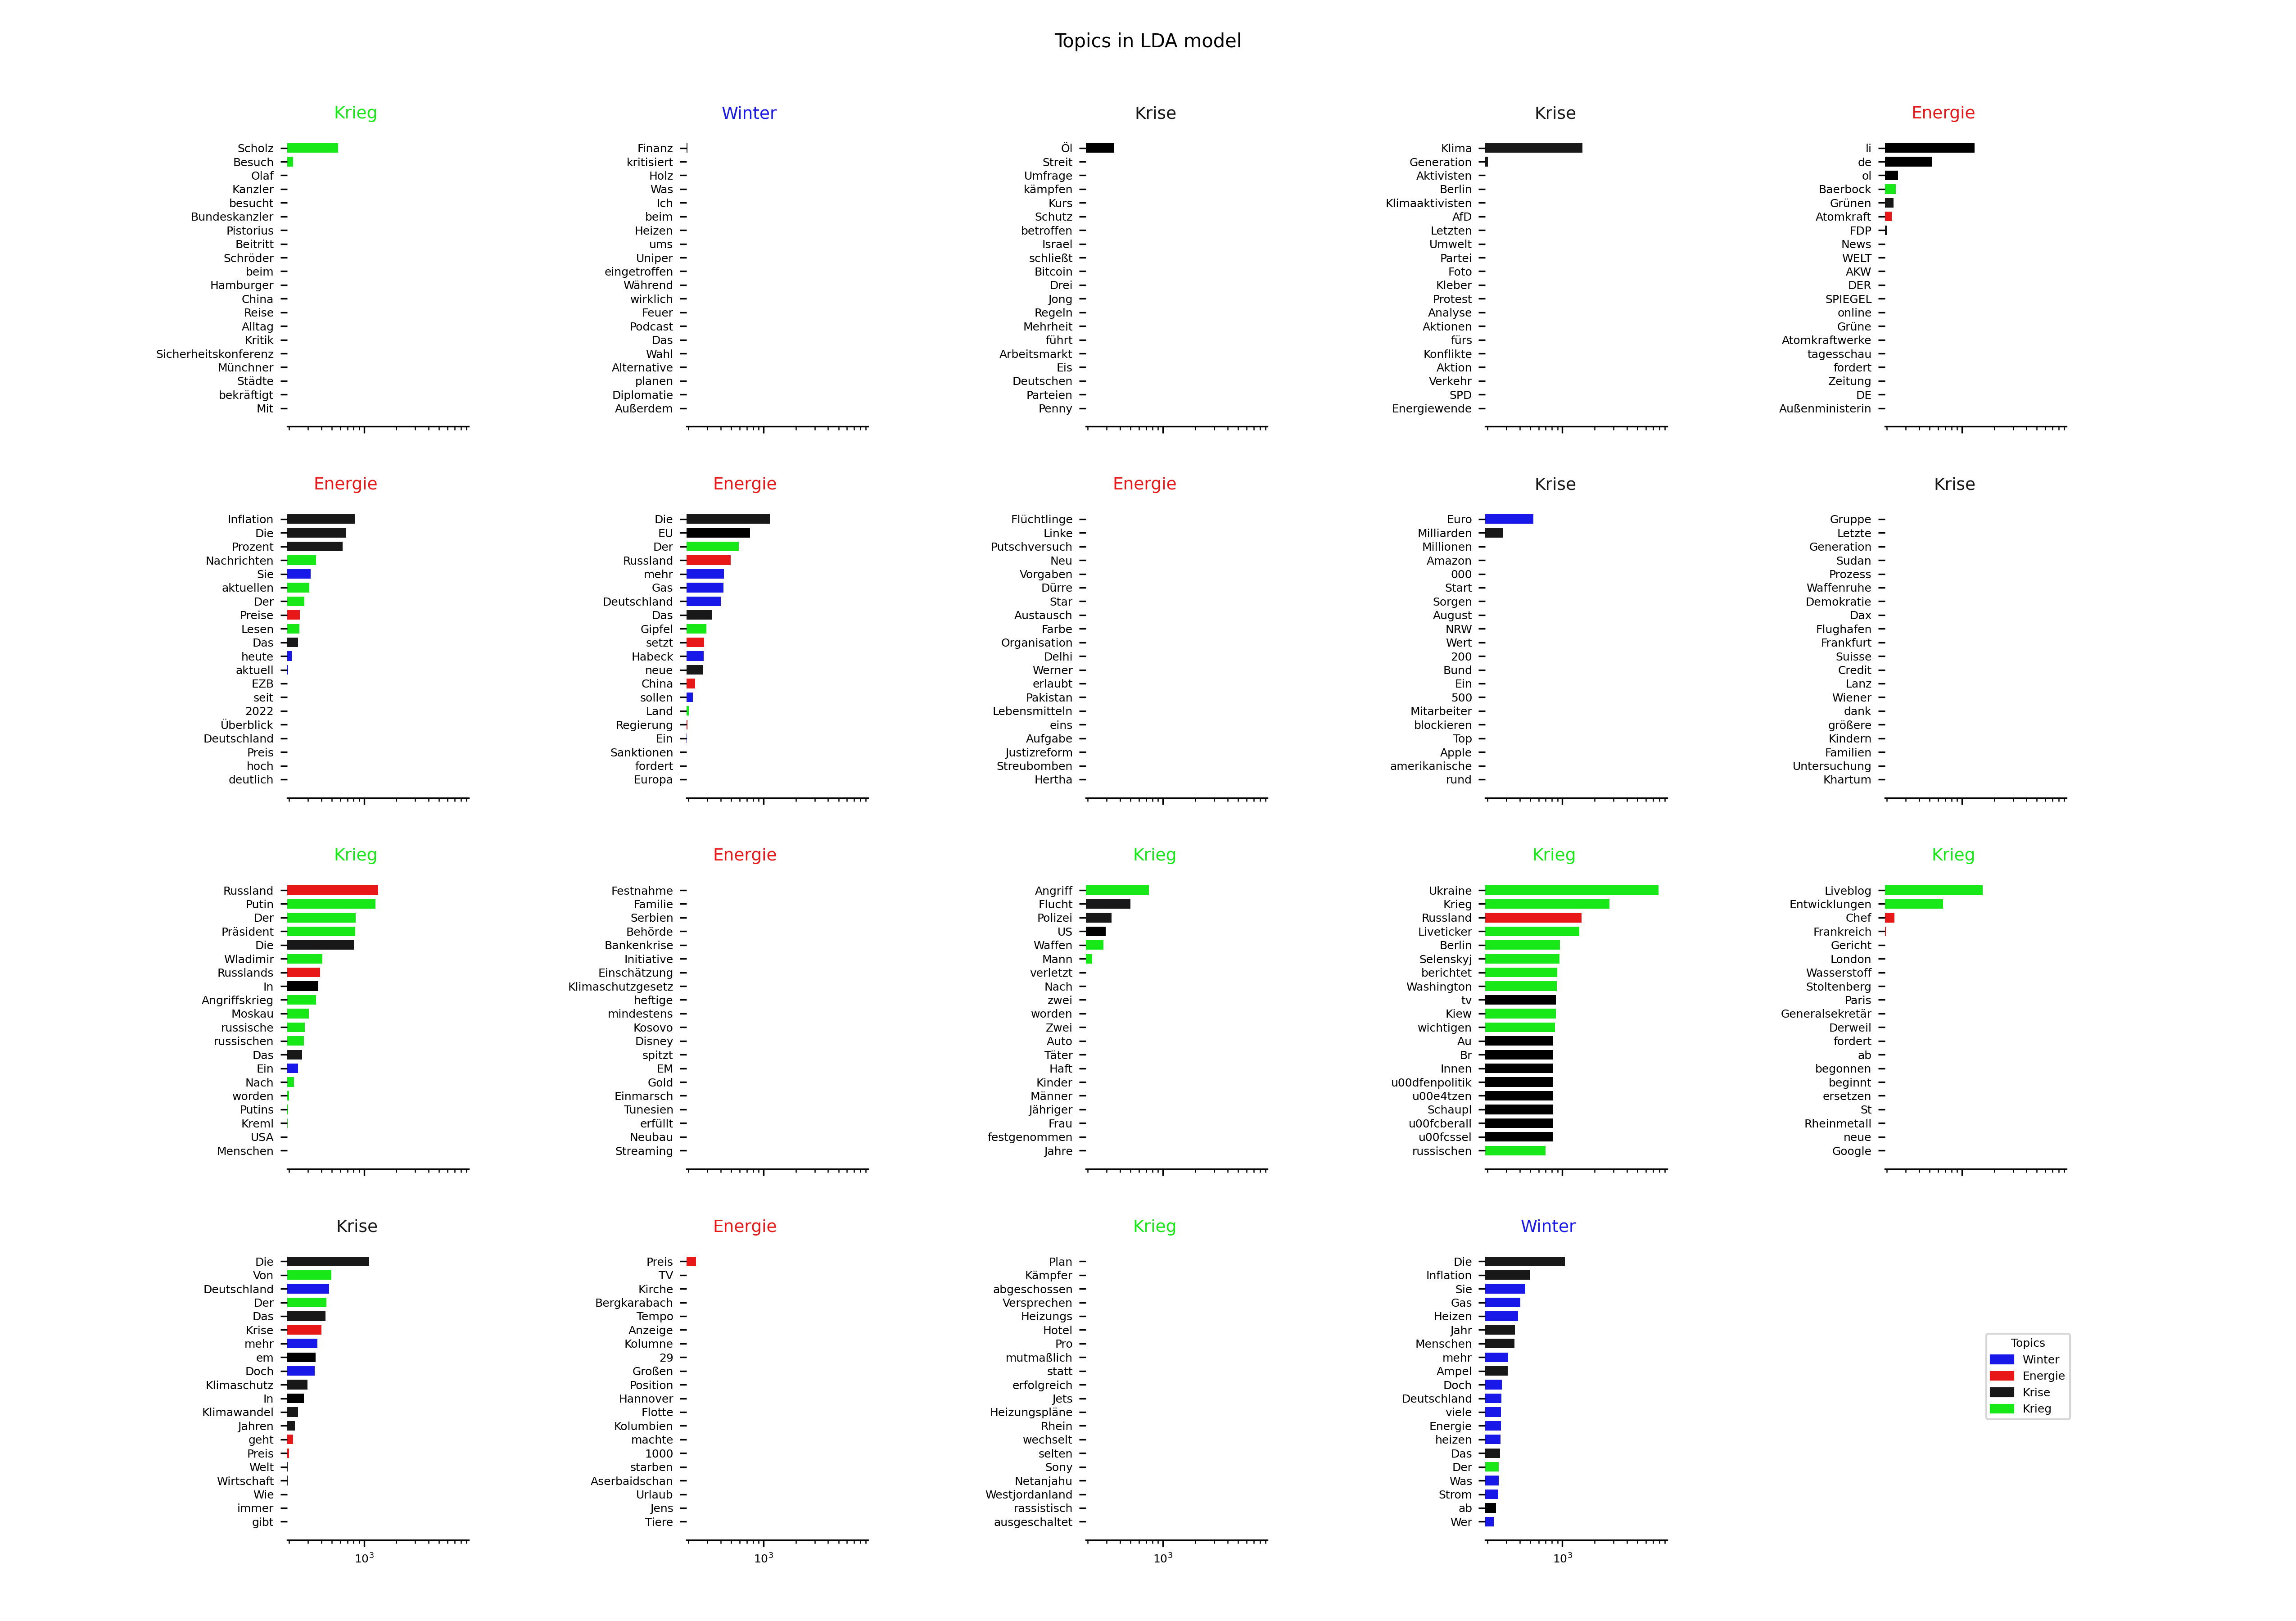 Topics in LDA model
Krieg
Scholz
Besuch
Olaf
Kanzler
besucht
Bundeskanzler
Pistorius
Beitritt
Schröder
beim
Hamburger
China
Reise
Alltag
Kritik
Sicherheitskonferenz
Münchner
Städte
bekräftigt
Mit
Winter
Finanz
kritisiert
Holz
Was
Ich
beim
Heizen
ums
Uniper
eingetroffen
Während
wirklich
Feuer
Podcast
Das
Wahl
Alternative
planen
Diplomatie
Außerdem
Krise
Öl
Streit
Umfrage
kämpfen
Kurs
Schutz
betroffen
Israel
schließt
Bitcoin
Drei
Jong
Regeln
Mehrheit
führt
Arbeitsmarkt
Eis
Deutschen
Parteien
Penny
Krise
Klima
Generation
Aktivisten
Berlin
Klimaaktivisten
AfD
Letzten
Umwelt
Partei
Foto
Kleber
Protest
Analyse
Aktionen
fürs
Konflikte
Aktion
Verkehr
SPD
Energiewende
Energie
li
de
ol
Baerbock
Grünen
Atomkraft
FDP
News
WELT
AKW
DER
SPIEGEL
online
Grüne
Atomkraftwerke
tagesschau
fordert
Zeitung
DE
Außenministerin
Energie
Inflation
Die
Prozent
Nachrichten
Sie
aktuellen
Der
Preise
Lesen
Das
heute
aktuell
EZB
seit
2022
Überblick
Deutschland
Preis
hoch
deutlich
Energie
Die
EU
Der
Russland
mehr
Gas
Deutschland
Das
Gipfel
setzt
Habeck
neue
China
sollen
Land
Regierung
Ein
Sanktionen
fordert
Europa
Energie
Flüchtlinge
Linke
Putschversuch
Neu
Vorgaben
Dürre
Star
Austausch
Farbe
Organisation
Delhi
Werner
erlaubt
Pakistan
Lebensmitteln
eins
Aufgabe
Justizreform
Streubomben
Hertha
Krise
Euro
Milliarden
Millionen
Amazon
000
Start
Sorgen
August
NRW
Wert
200
Bund
Ein
500
Mitarbeiter
blockieren
Top
Apple
amerikanische
rund
Krise
Gruppe
Letzte
Generation
Sudan
Prozess
Waffenruhe
Demokratie
Dax
Flughafen
Frankfurt
Suisse
Credit
Lanz
Wiener
dank
größere
Kindern
Familien
Untersuchung
Khartum
Krieg
Russland
Putin
Der
Präsident
Die
Wladimir
Russlands
In
Angriffskrieg
Moskau
russische
russischen
Das
Ein
Nach
worden
Putins
Kreml
USA
Menschen
Energie
Festnahme
Familie
Serbien
Behörde
Bankenkrise
Initiative
Einschätzung
Klimaschutzgesetz
heftige
mindestens
Kosovo
Disney
spitzt
EM
Gold
Einmarsch
Tunesien
erfüllt
Neubau
Streaming
Krieg
Angriff
Flucht
Polizei
US
Waffen
Mann
verletzt
Nach
zwei
worden
Zwei
Auto
Täter
Haft
Kinder
Männer
Jähriger
Frau
festgenommen
Jahre
Krieg
Ukraine
Krieg
Russland
Liveticker
Berlin
Selenskyj
berichtet
Washington
tv
Kiew
wichtigen
Au
Br
Innen
u00dfenpolitik
u00e4tzen
Schaupl
u00fcberall
u00fcssel
russischen
Krieg
Liveblog
Entwicklungen
Chef
Frankreich
Gericht
London
Wasserstoff
Stoltenberg
Paris
Generalsekretär
Derweil
fordert
ab
begonnen
beginnt
ersetzen
St
Rheinmetall
neue
Google
Krise
Die
Von
Deutschland
Der
Das
Krise
mehr
em
Doch
Klimaschutz
In
Klimawandel
Jahren
geht
Preis
Welt
Wirtschaft
Wie
immer
gibt
10³
Energie
Preis
TV
Kirche
Bergkarabach
Tempo
Anzeige
Kolumne
29
Großen
Position
Hannover
Flotte
Kolumbien
machte
1000
starben
Aserbaidschan
Urlaub
Jens
Tiere
10³
Krieg
Plan
Kämpfer
abgeschossen
Versprechen
Heizungs
Hotel
Pro
mutmaßlich
statt
erfolgreich
Jets
Heizungspläne
Rhein
wechselt
selten
Sony
Netanjahu
Westjordanland
rassistisch
ausgeschaltet
10³
Winter
Die
Inflation
Sie
Gas
Heizen
Jahr
Menschen
mehr
Ampel
Doch
Deutschland
viele
Energie
heizen
Das
Der
Was
Strom
ab
Wer
10³
Topics
Winter
Energie
Krise
Krieg